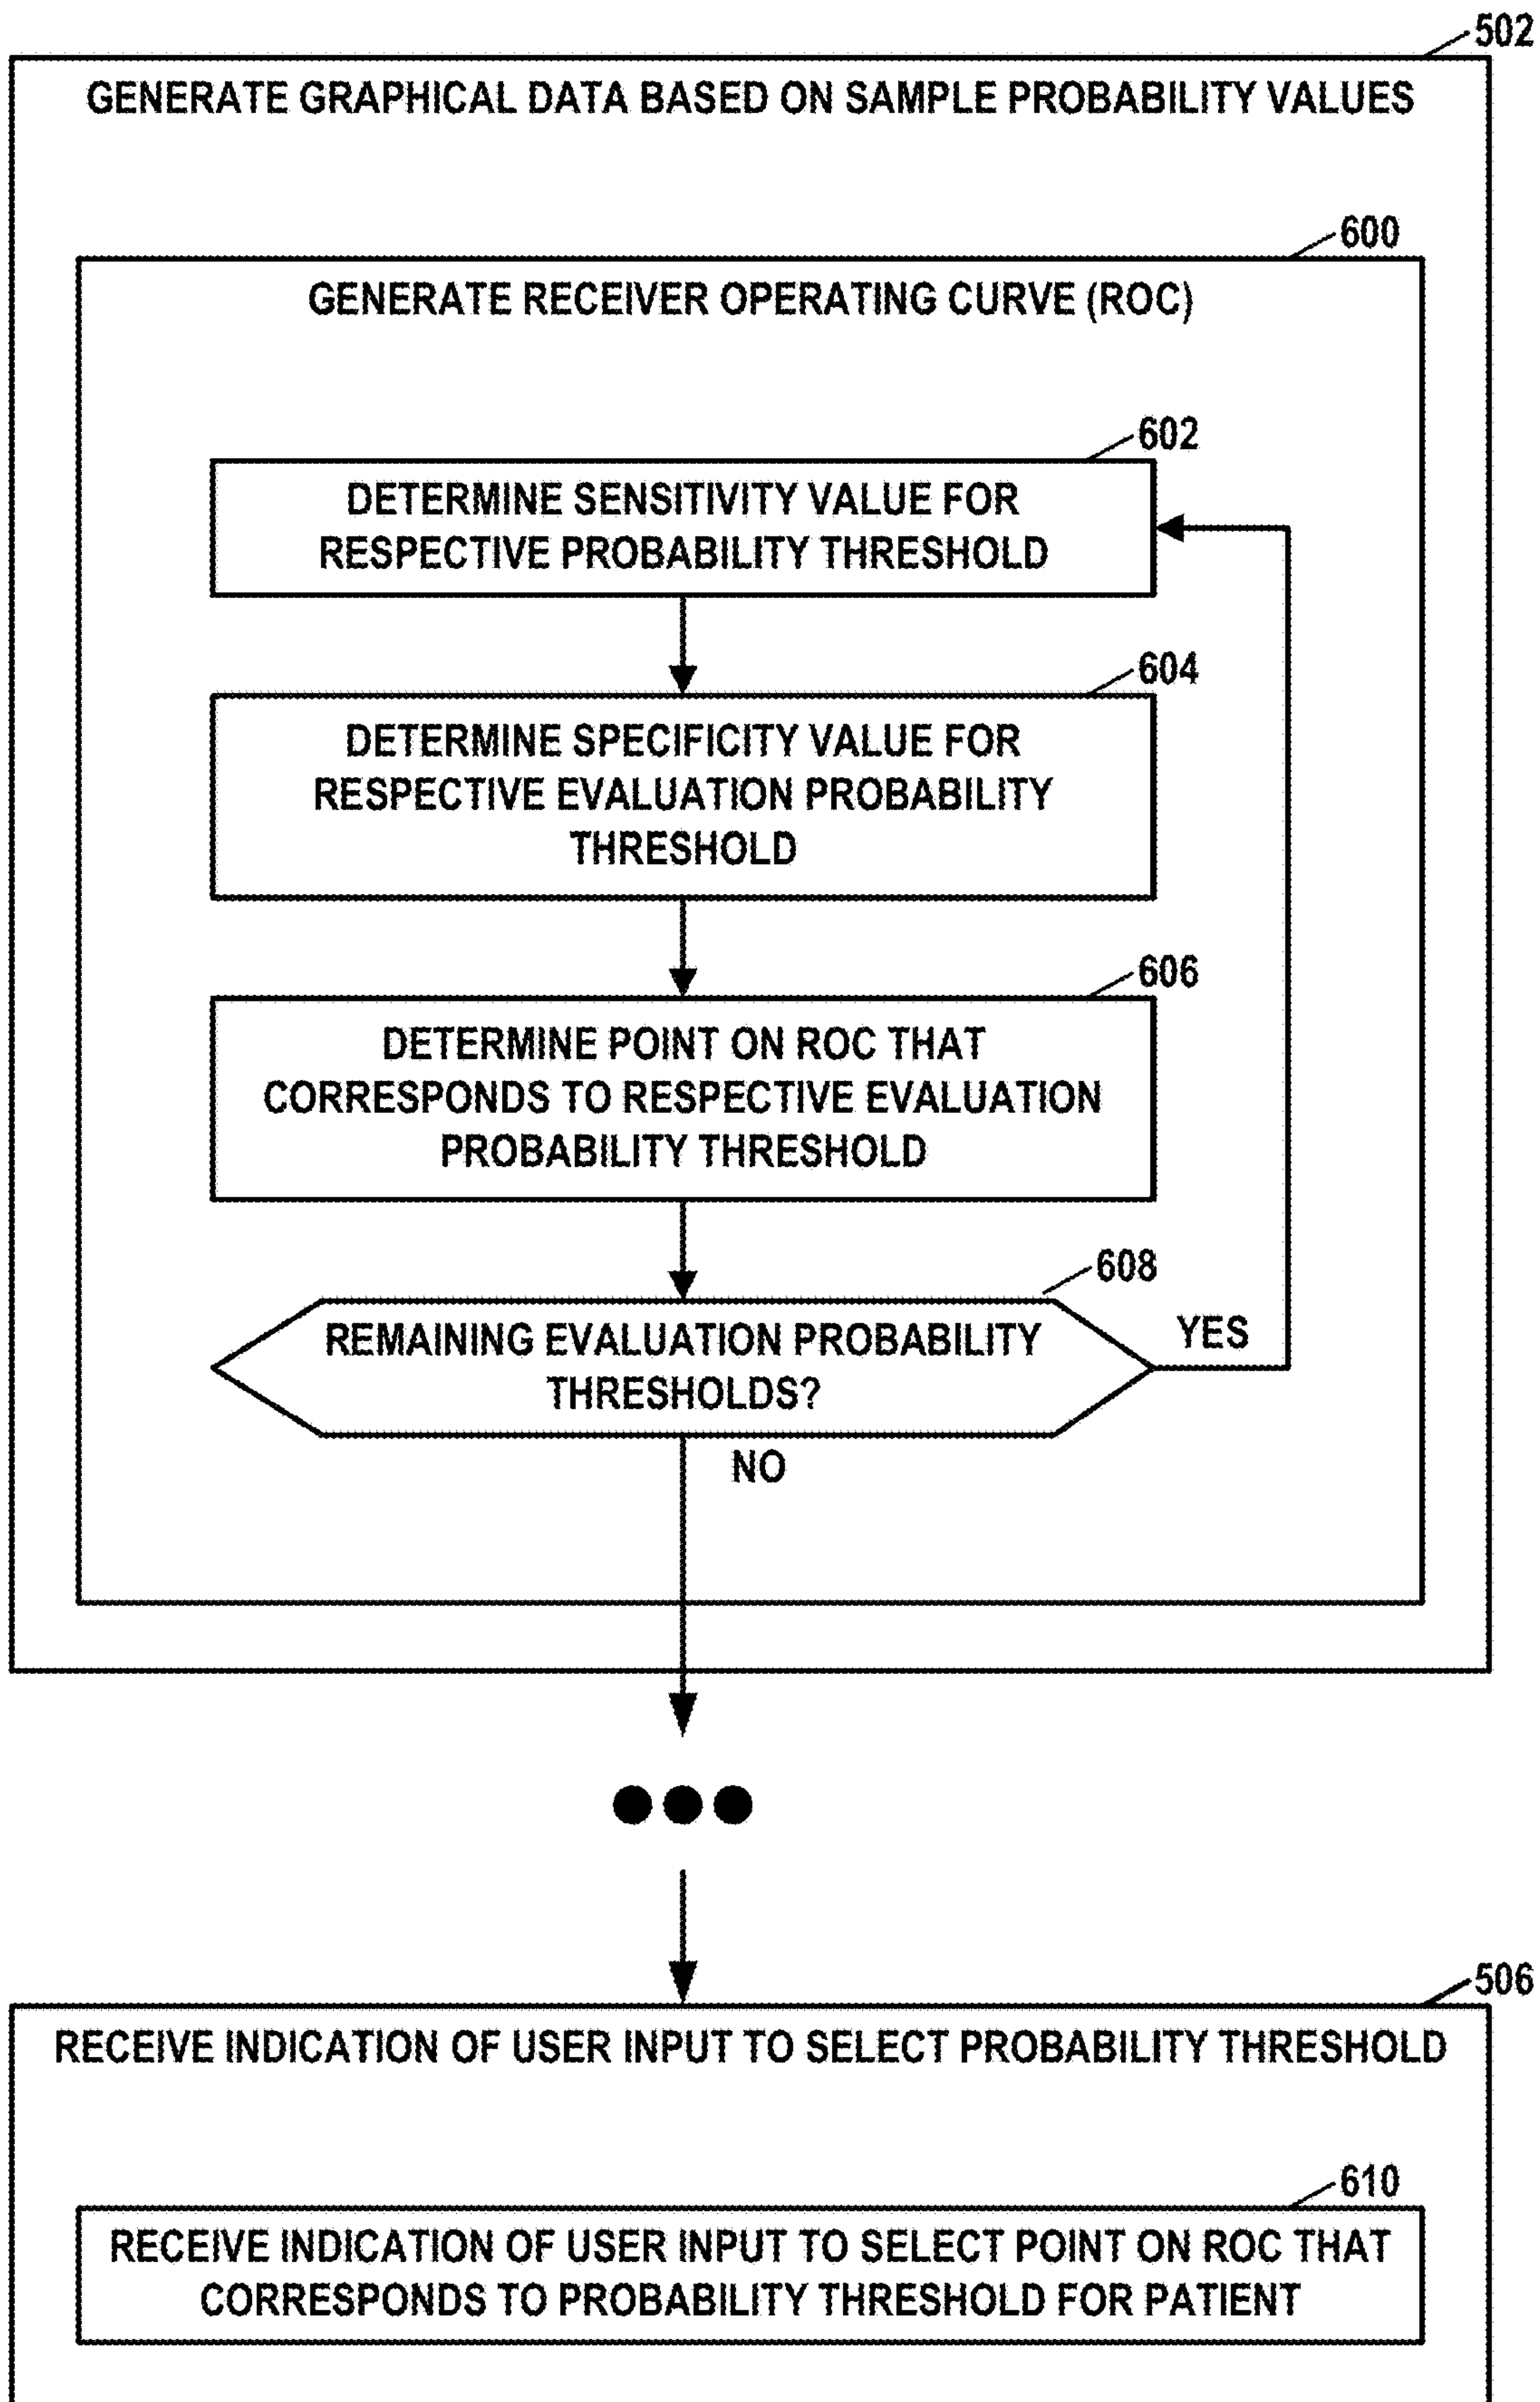 502
GENERATE GRAPHICAL DATA BASED ON SAMPLE PROBABILITY VALUES
600
GENERATE RECEIVER OPERATING CURVE (ROC)
602
DETERMINE SENSITIVITY VALUE FOR
RESPECTIVE PROBABILITY THRESHOLD
604
DETERMINE SPECIFICITY VALUE FOR
RESPECTIVE EVALUATION PROBABILITY
THRESHOLD
606
DETERMINE POINT ON ROC THAT
CORRESPONDS TO RESPECTIVE EVALUATION
PROBABILITY THRESHOLD
608
REMAINING EVALUATION PROBABILITY
THRESHOLDS?
YES
NO
506
RECEIVE INDICATION OF USER INPUT TO SELECT PROBABILITY THRESHOLD
610
RECEIVE INDICATION OF USER INPUT TO SELECT POINT ON ROC THAT
CORRESPONDS TO PROBABILITY THRESHOLD FOR PATIENT